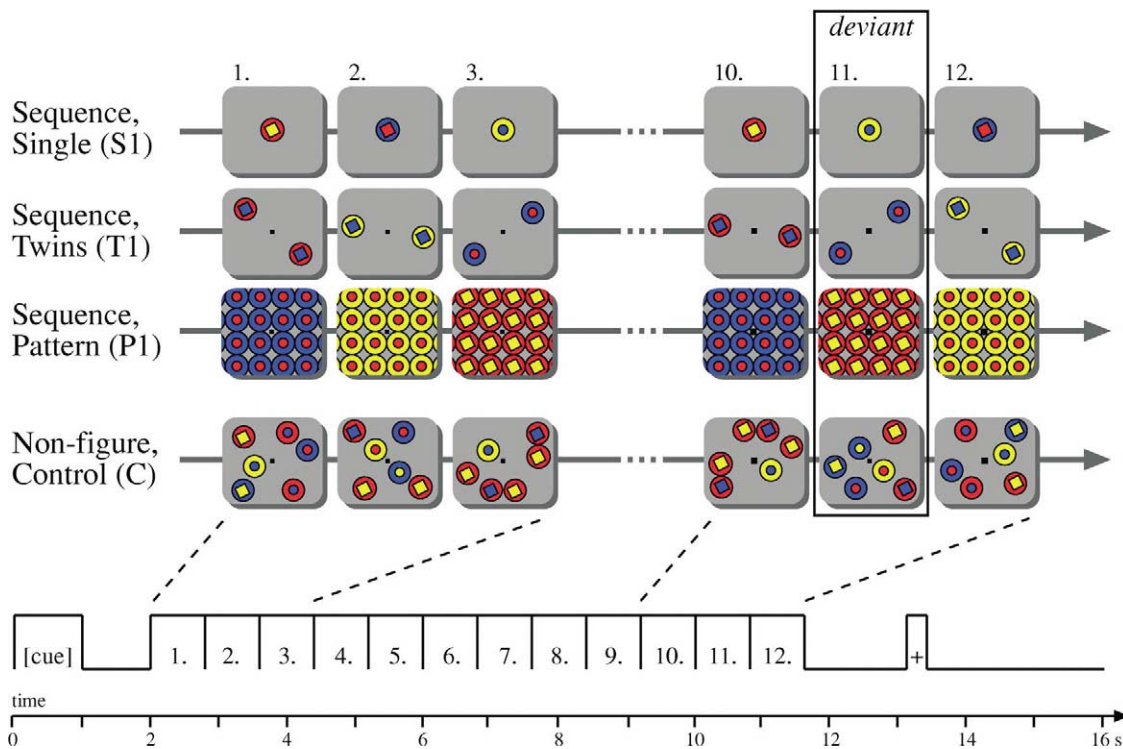 deviant
1. 2. 3. 10. 11. 12.
Sequence,
Single (S1)
Sequence,
Twins (T1)
Sequence,
Pattern (P1)
Non-figure,
Control (C)
[cue] 1. 2. 3. 4. 5. 6. 7. 8. 9. 10. 11. 12. +
time
0 2 4 6 8 10 12 14 16 s